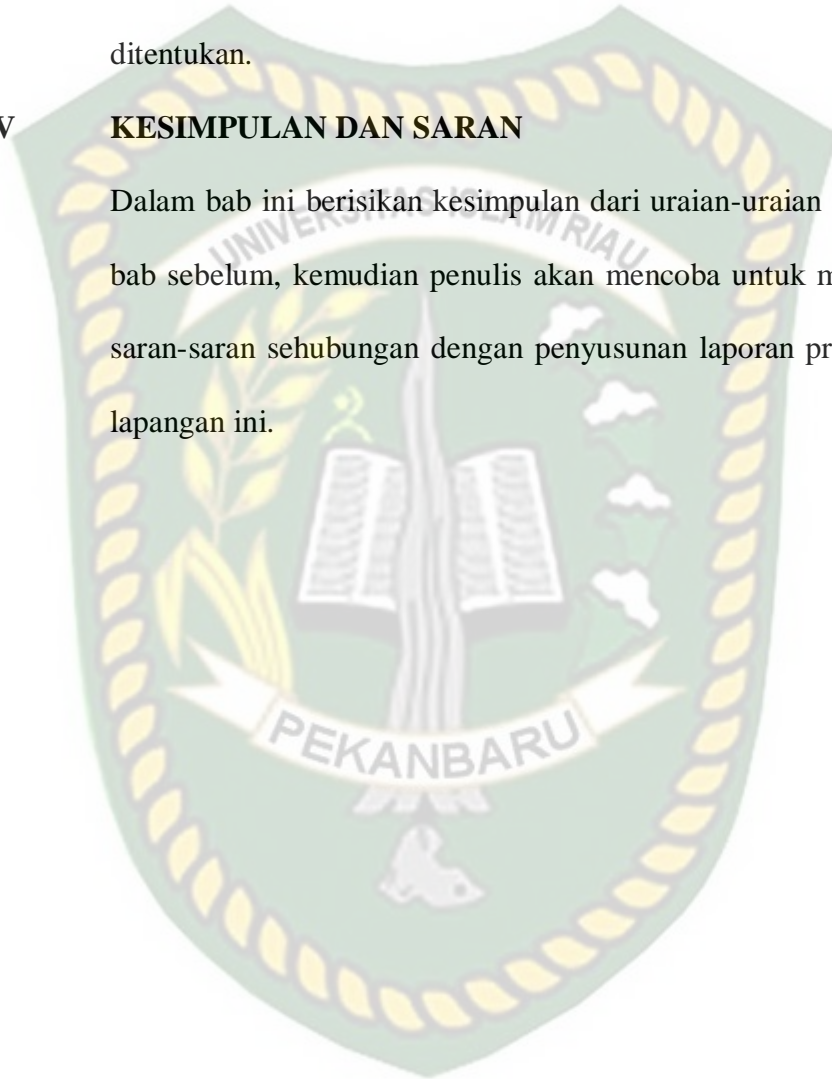 ditentukan.
V KESIMPULAN DAN SARAN
Dalam bab ini berisikan kesimpulan dari uraian-uraian
bab sebelum, kemudian penulis akan mencoba untuk m
saran-saran sehubungan dengan penyusunan laporan pr
lapangan ini.
UNIVERSITAS ISLAM RIAU
PEKANBARU